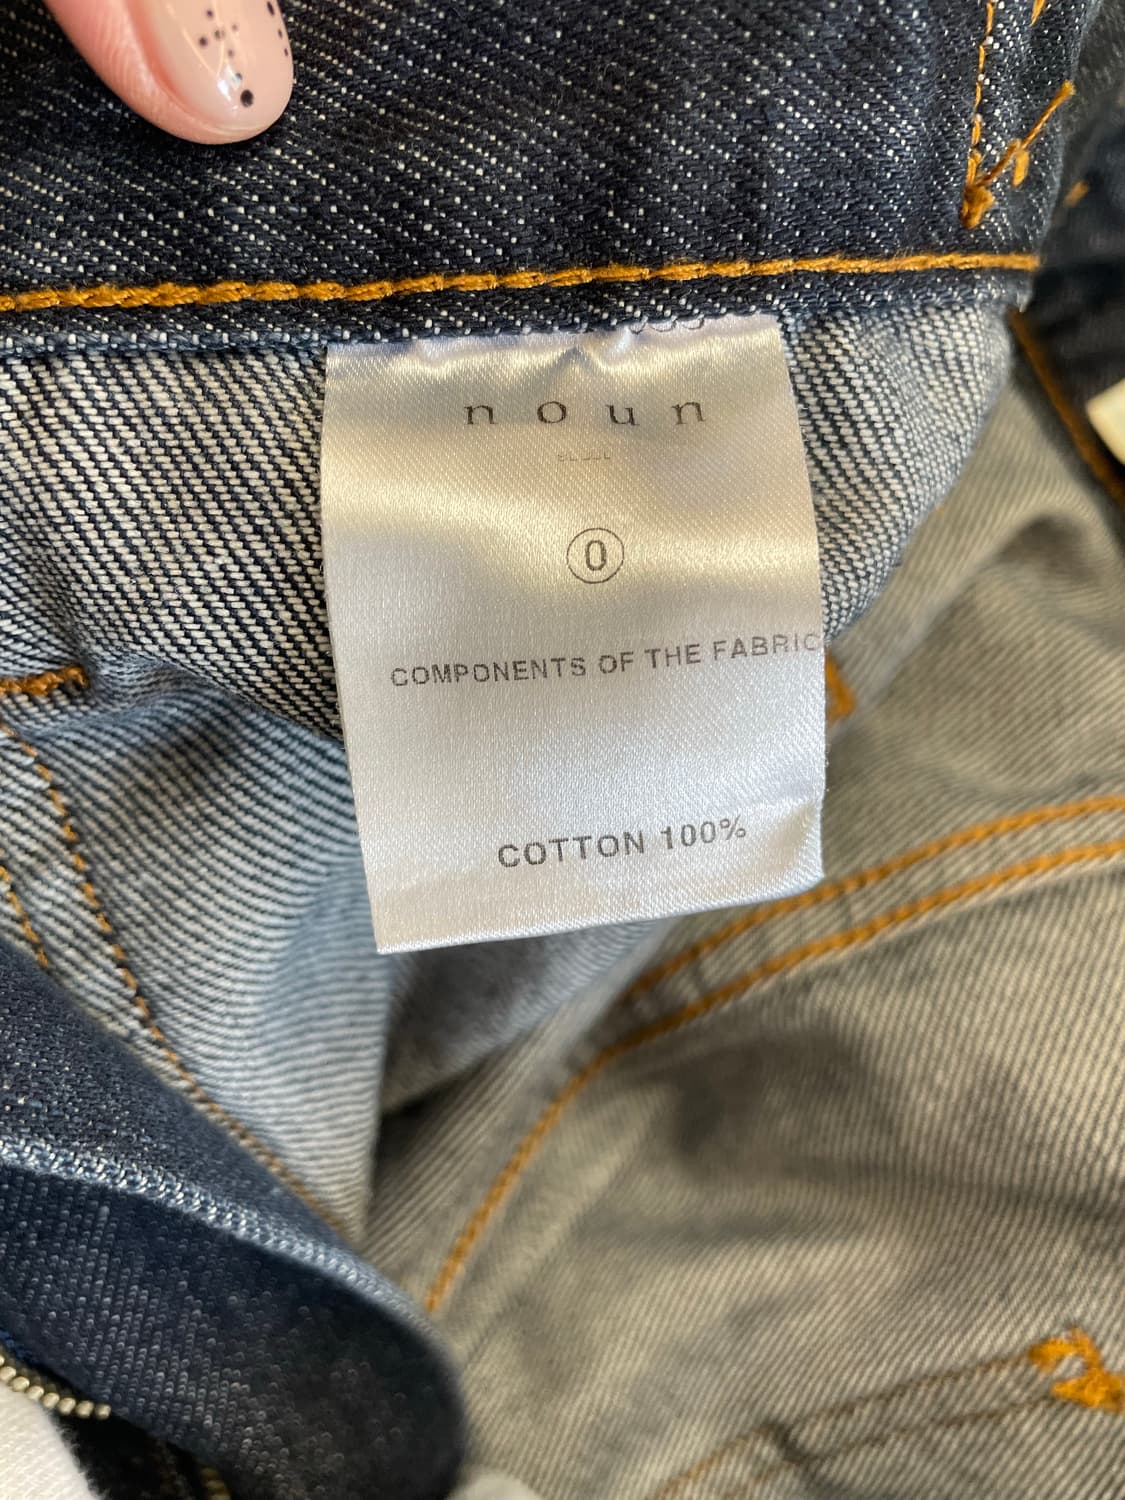 noun
0
COMPONENTS OF THE FABRIC
COTTON 100%